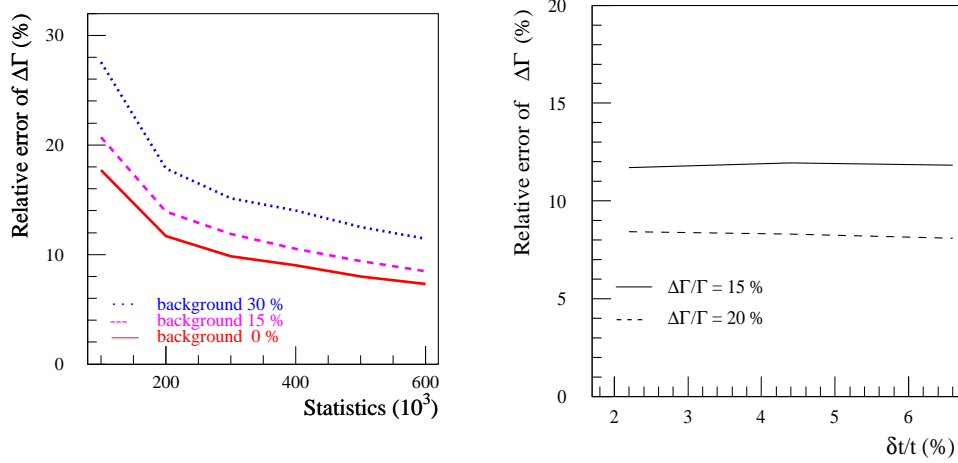 Relative error of ΔΓ (%)
30
20
10
0
background 30 %
background 15 %
background 0 %
200
400
600
Statistics (10³)
Relative error of ΔΓ (%)
20
15
10
5
0
ΔΓ/Γ = 15 %
ΔΓ/Γ = 20 %
2
3
4
5
6
δt/t (%)